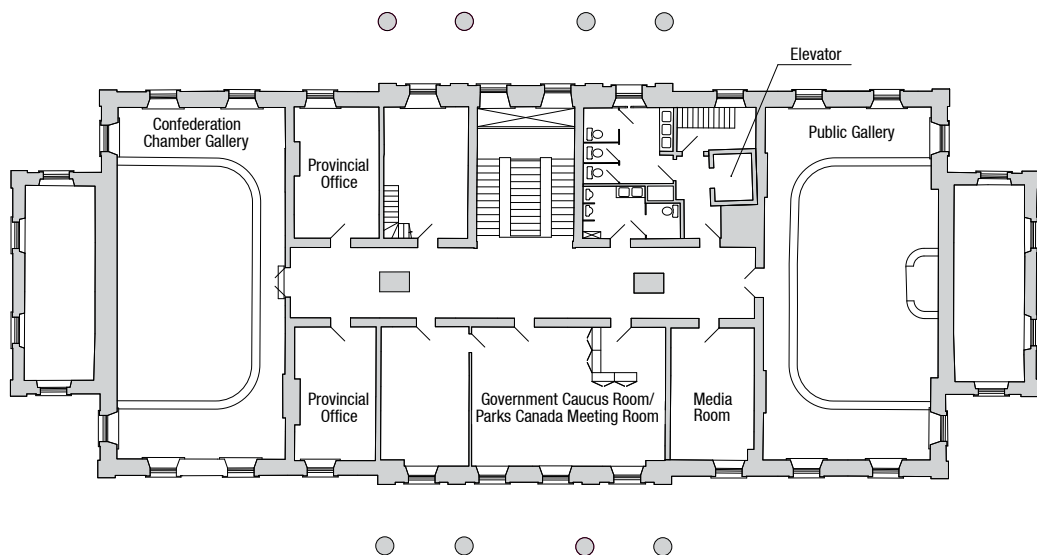 Elevator
Confederation
Chamber Gallery
Provincial
Office
Public Gallery
Provincial
Office
Government Caucus Room/
Parks Canada Meeting Room
Media
Room